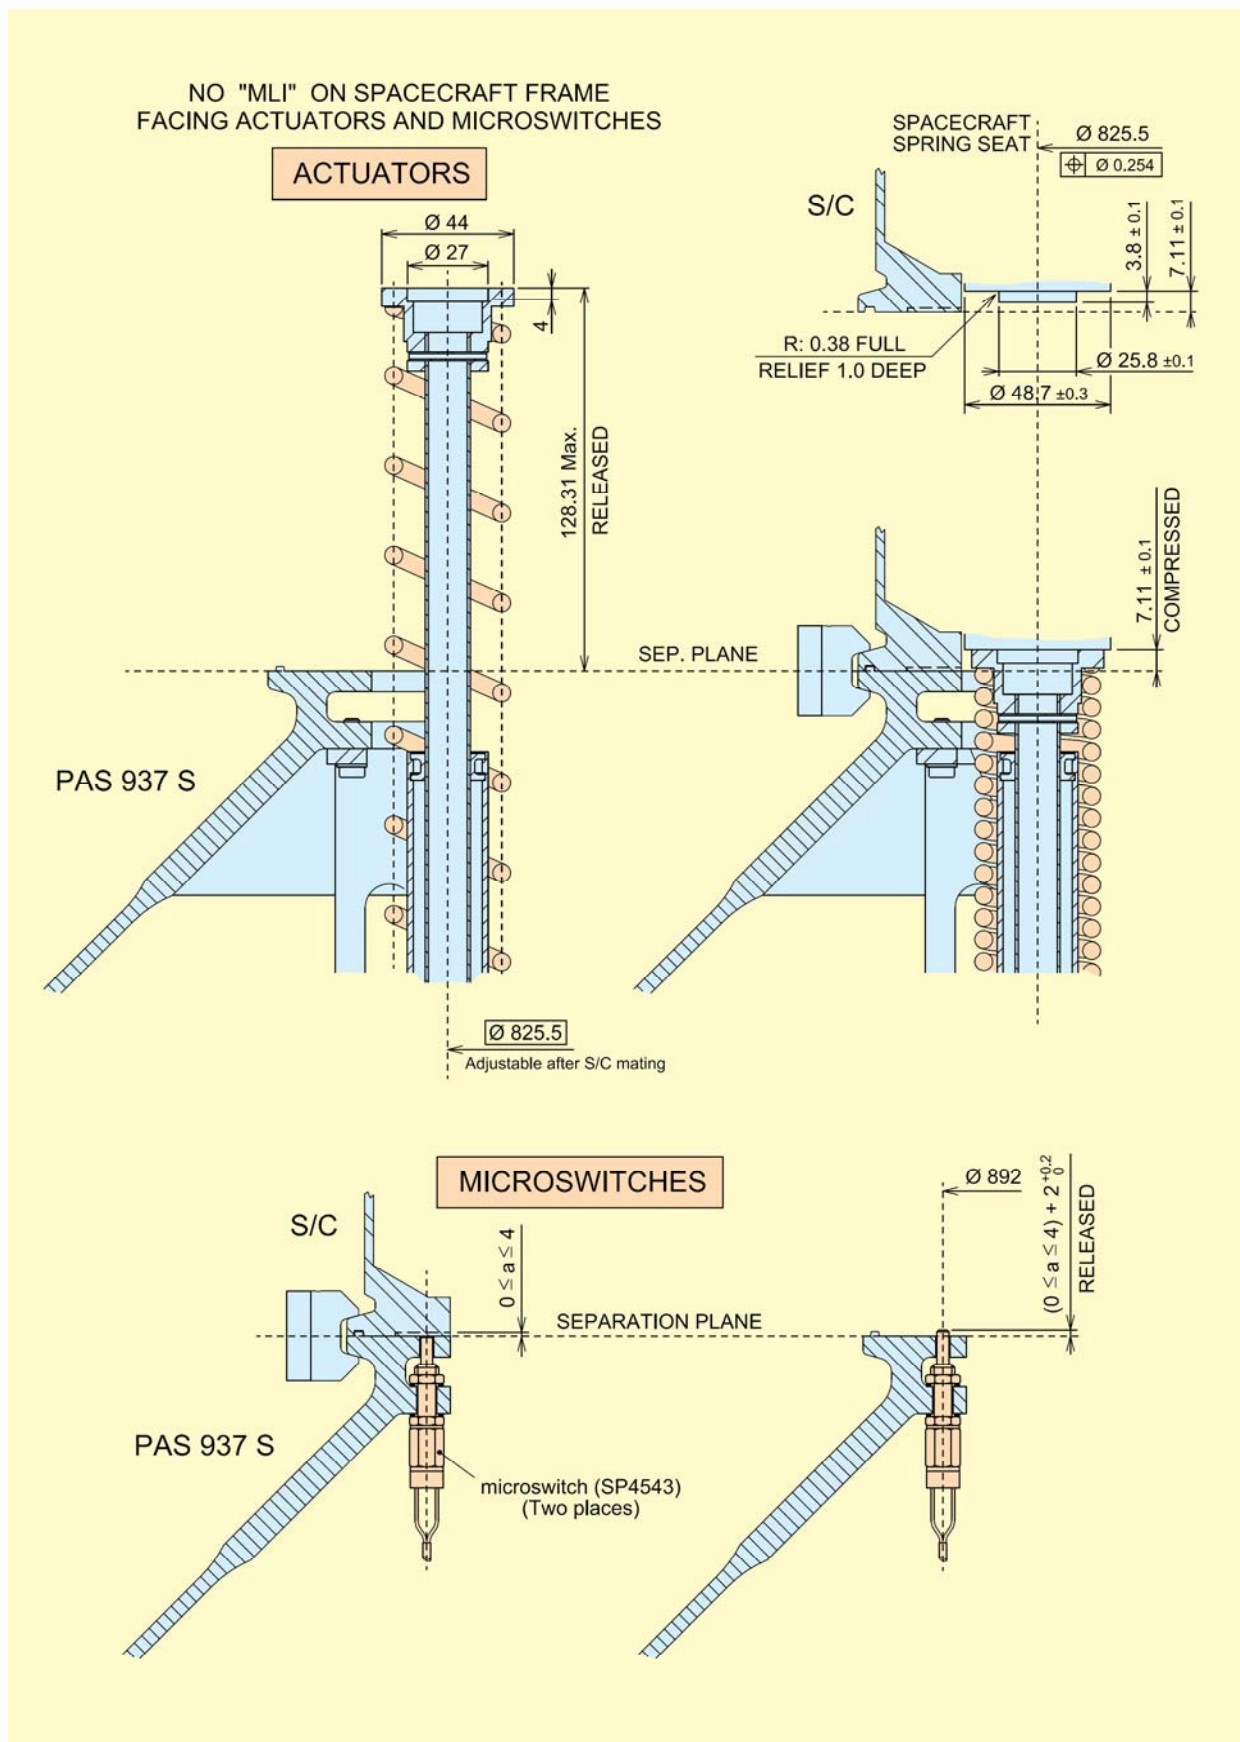 NO "MLI" ON SPACECRAFT FRAME
FACING ACTUATORS AND MICROSWITCHES
ACTUATORS
Ø 44
Ø 27
4
128.31 Max.
RELEASED
SPACECRAFT
SPRING SEAT
Ø 825.5
⌖ Ø 0.254
S/C
3.8 ± 0.1
7.11 ± 0.1
R: 0.38 FULL
RELIEF 1.0 DEEP
Ø 25.8 ±0.1
Ø 48.7 ±0.3
7.11 ± 0.1
COMPRESSED
SEP. PLANE
PAS 937 S
Ø 825.5
Adjustable after S/C mating
MICROSWITCHES
S/C
0 ≤ a ≤ 4
SEPARATION PLANE
Ø 892
(0 ≤ a ≤ 4) + 2 +0.2 0
RELEASED
PAS 937 S
microswitch (SP4543)
(Two places)